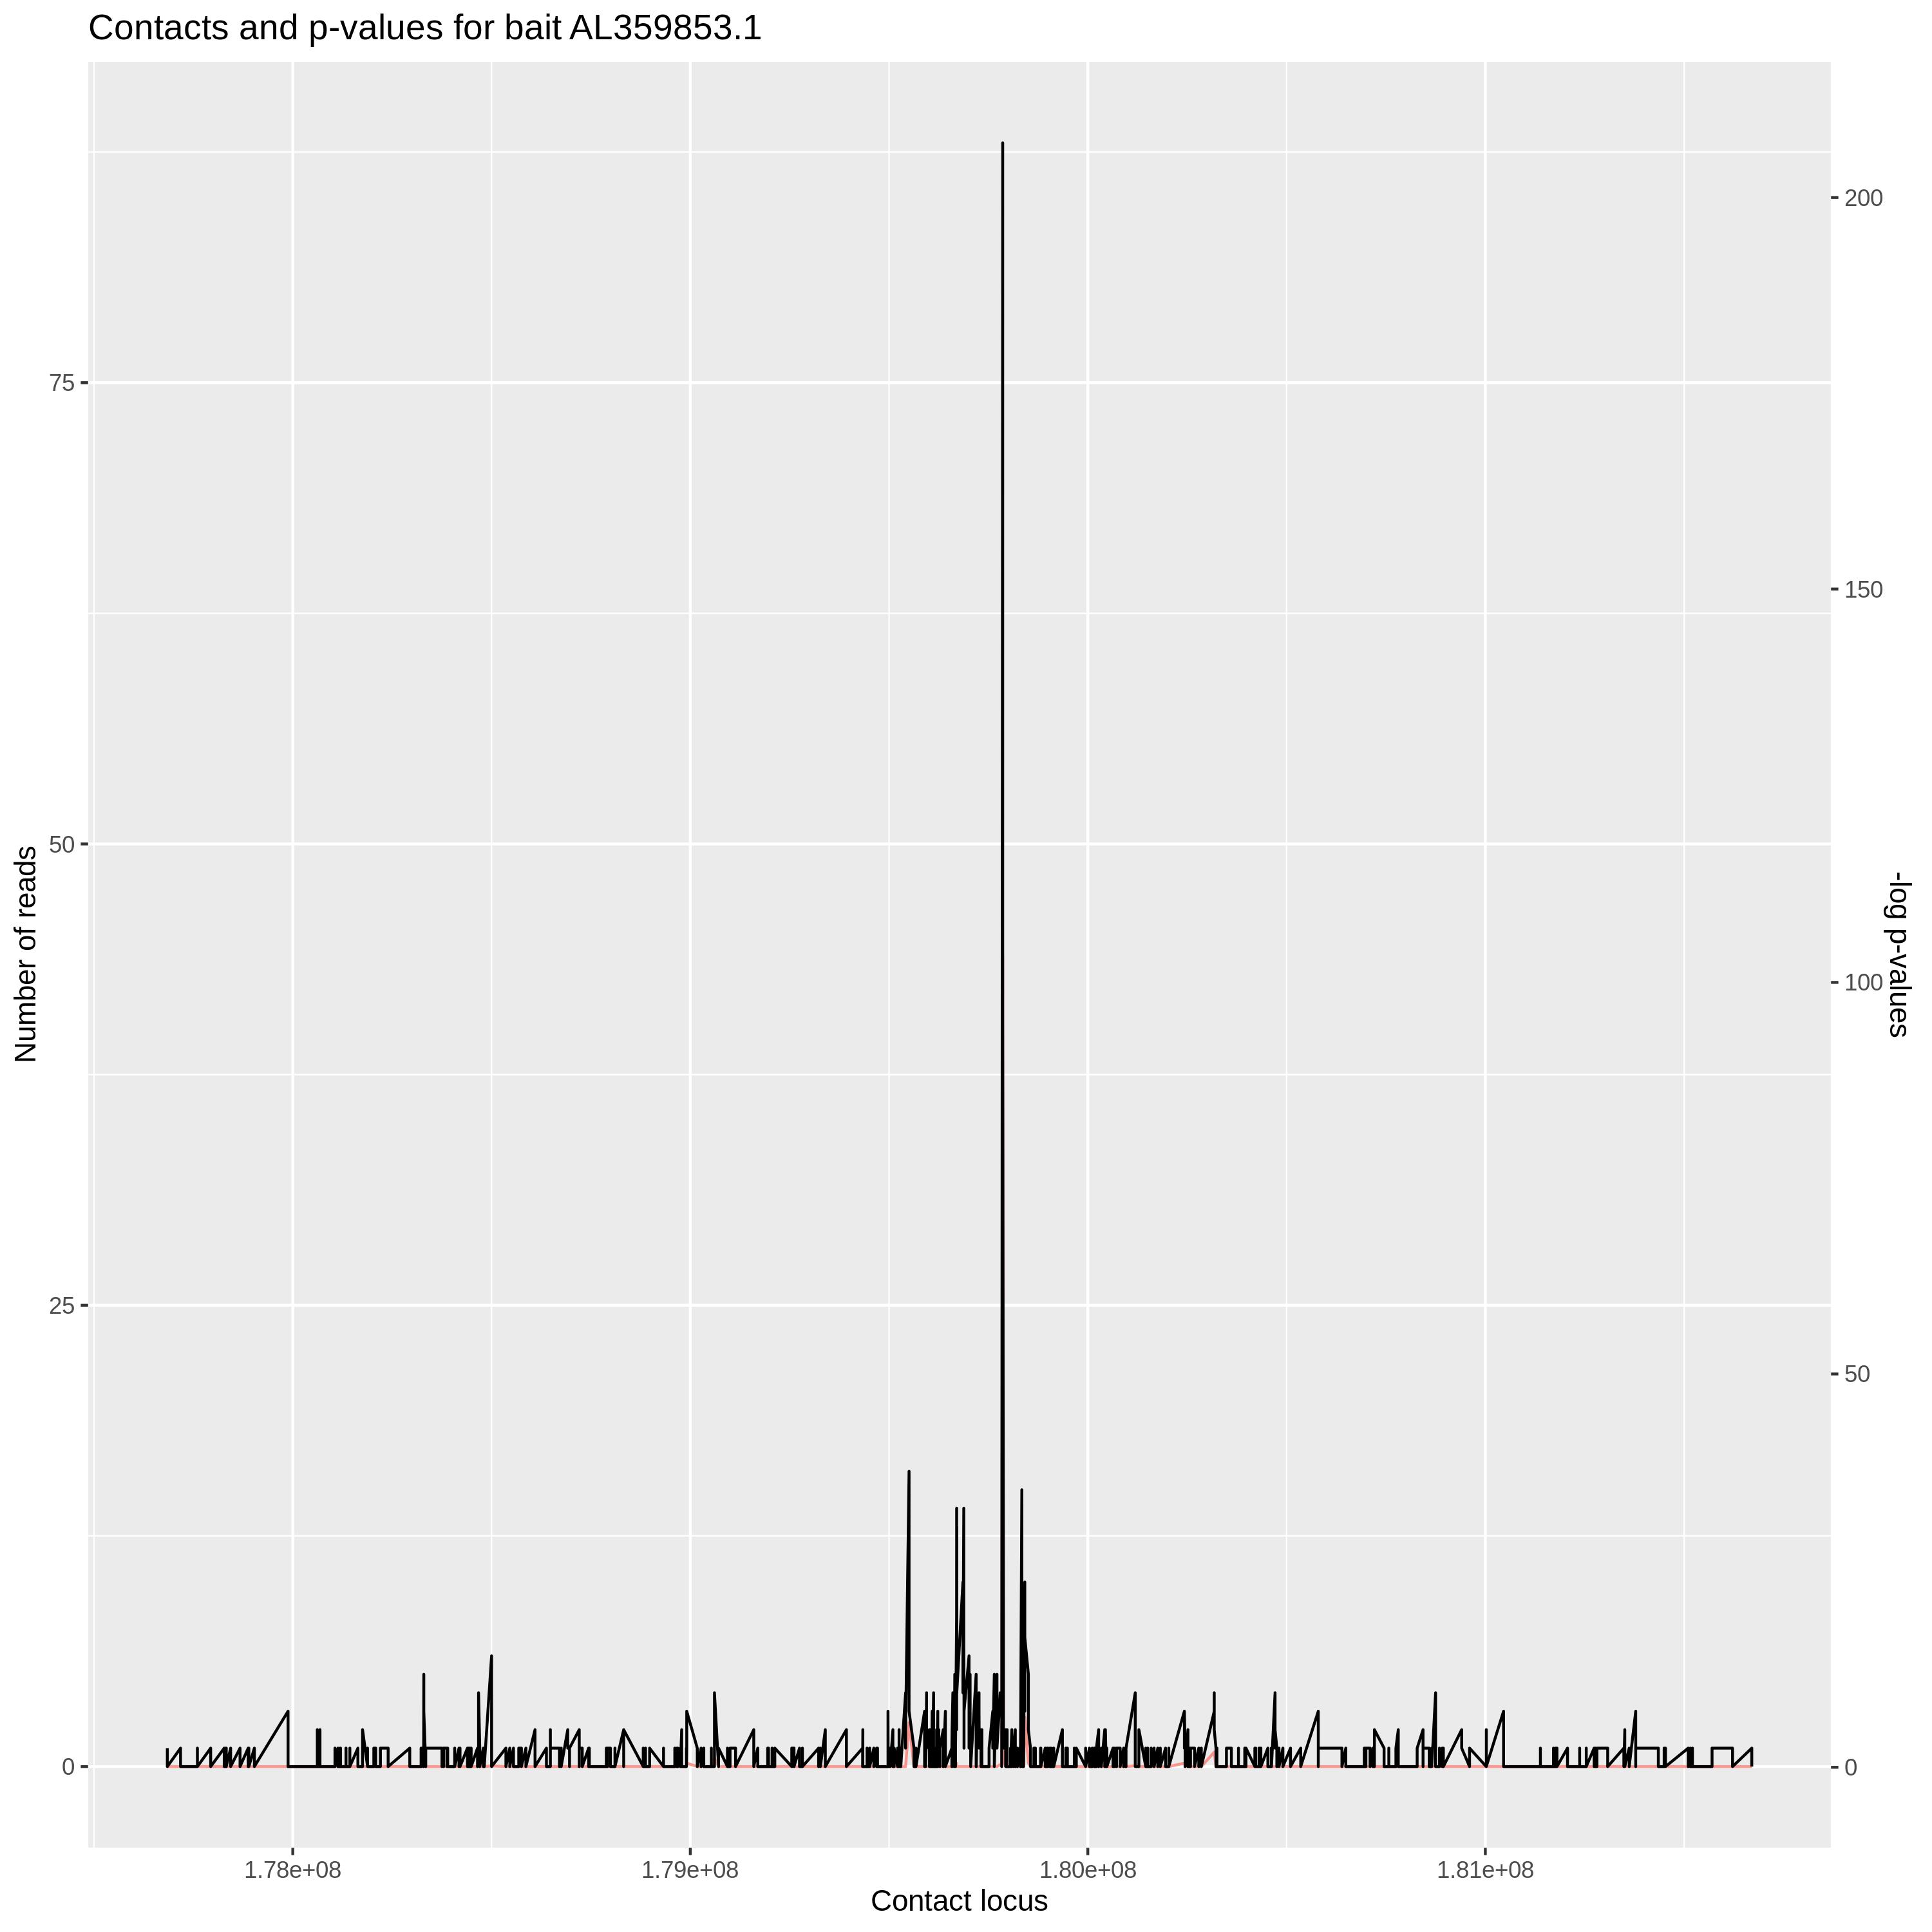 Contacts and p-values for bait AL359853.1
75
50
25
0
200
150
100
50
0
Number of reads
-log p-values
1.78e+08
1.79e+08
1.80e+08
1.81e+08
Contact locus